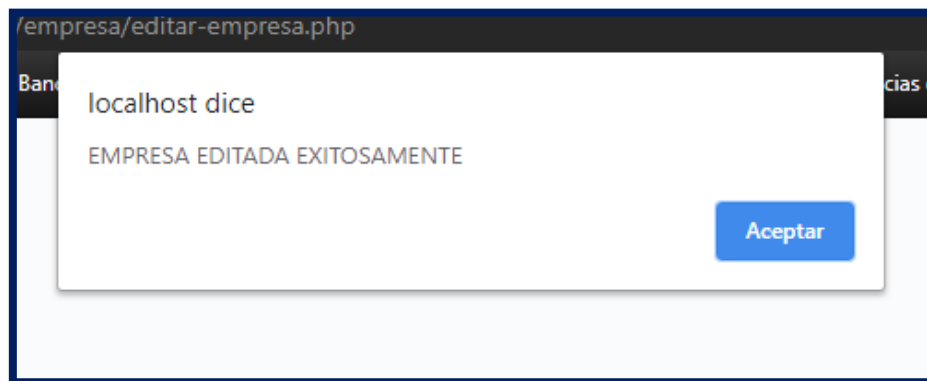 /empresa/editar-empresa.php
localhost dice
EMPRESA EDITADA EXITOSAMENTE
Aceptar